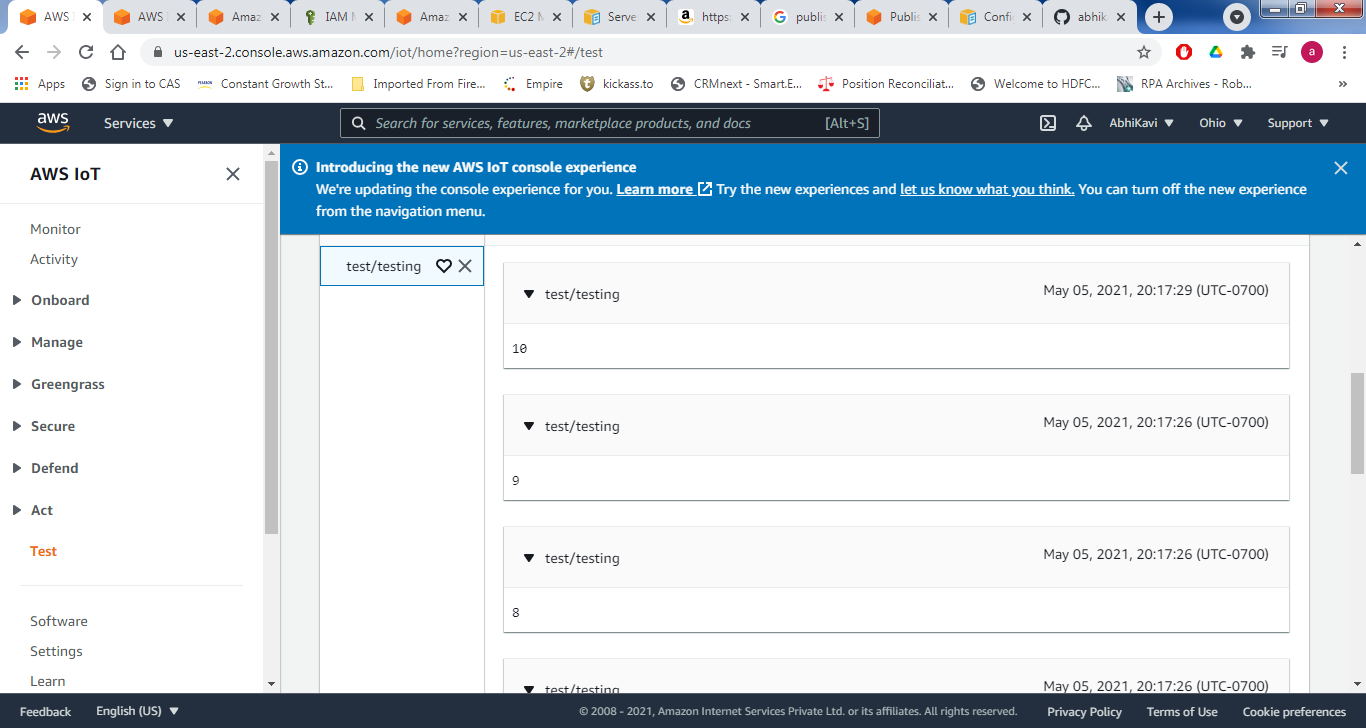 AWS
AWS
Amaz
IAM M
Amaz
EC2 M
Serve
https:
publis
Publis
Confi
abhik
us-east-2.console.aws.amazon.com/iot/home?region=us-east-2#/test
a
Apps
Sign in to CAS
Constant Growth St...
Imported From Fire...
Empire
kickass.to
CRMnext - Smart.E...
Position Reconciliat...
Welcome to HDFC...
RPA Archives - Rob...
»
aws
Services
Search for services, features, marketplace products, and docs
[Alt+S]
AbhiKavi
Ohio
Support
AWS IoT
Monitor
Activity
Onboard
Manage
Greengrass
Secure
Defend
Act
Test
Software
Settings
Learn
Introducing the new AWS IoT console experience
We're updating the console experience for you. Learn more Try the new experiences and let us know what you think. You can turn off the new experience
from the navigation menu.
test/testing
test/testing
May 05, 2021, 20:17:29 (UTC-0700)
10
test/testing
May 05, 2021, 20:17:26 (UTC-0700)
9
test/testing
May 05, 2021, 20:17:26 (UTC-0700)
8
test/testing
May 05, 2021, 20:17:26 (UTC-0700)
Feedback
English (US)
© 2008 - 2021, Amazon Internet Services Private Ltd. or its affiliates. All rights reserved.
Privacy Policy
Terms of Use
Cookie preferences